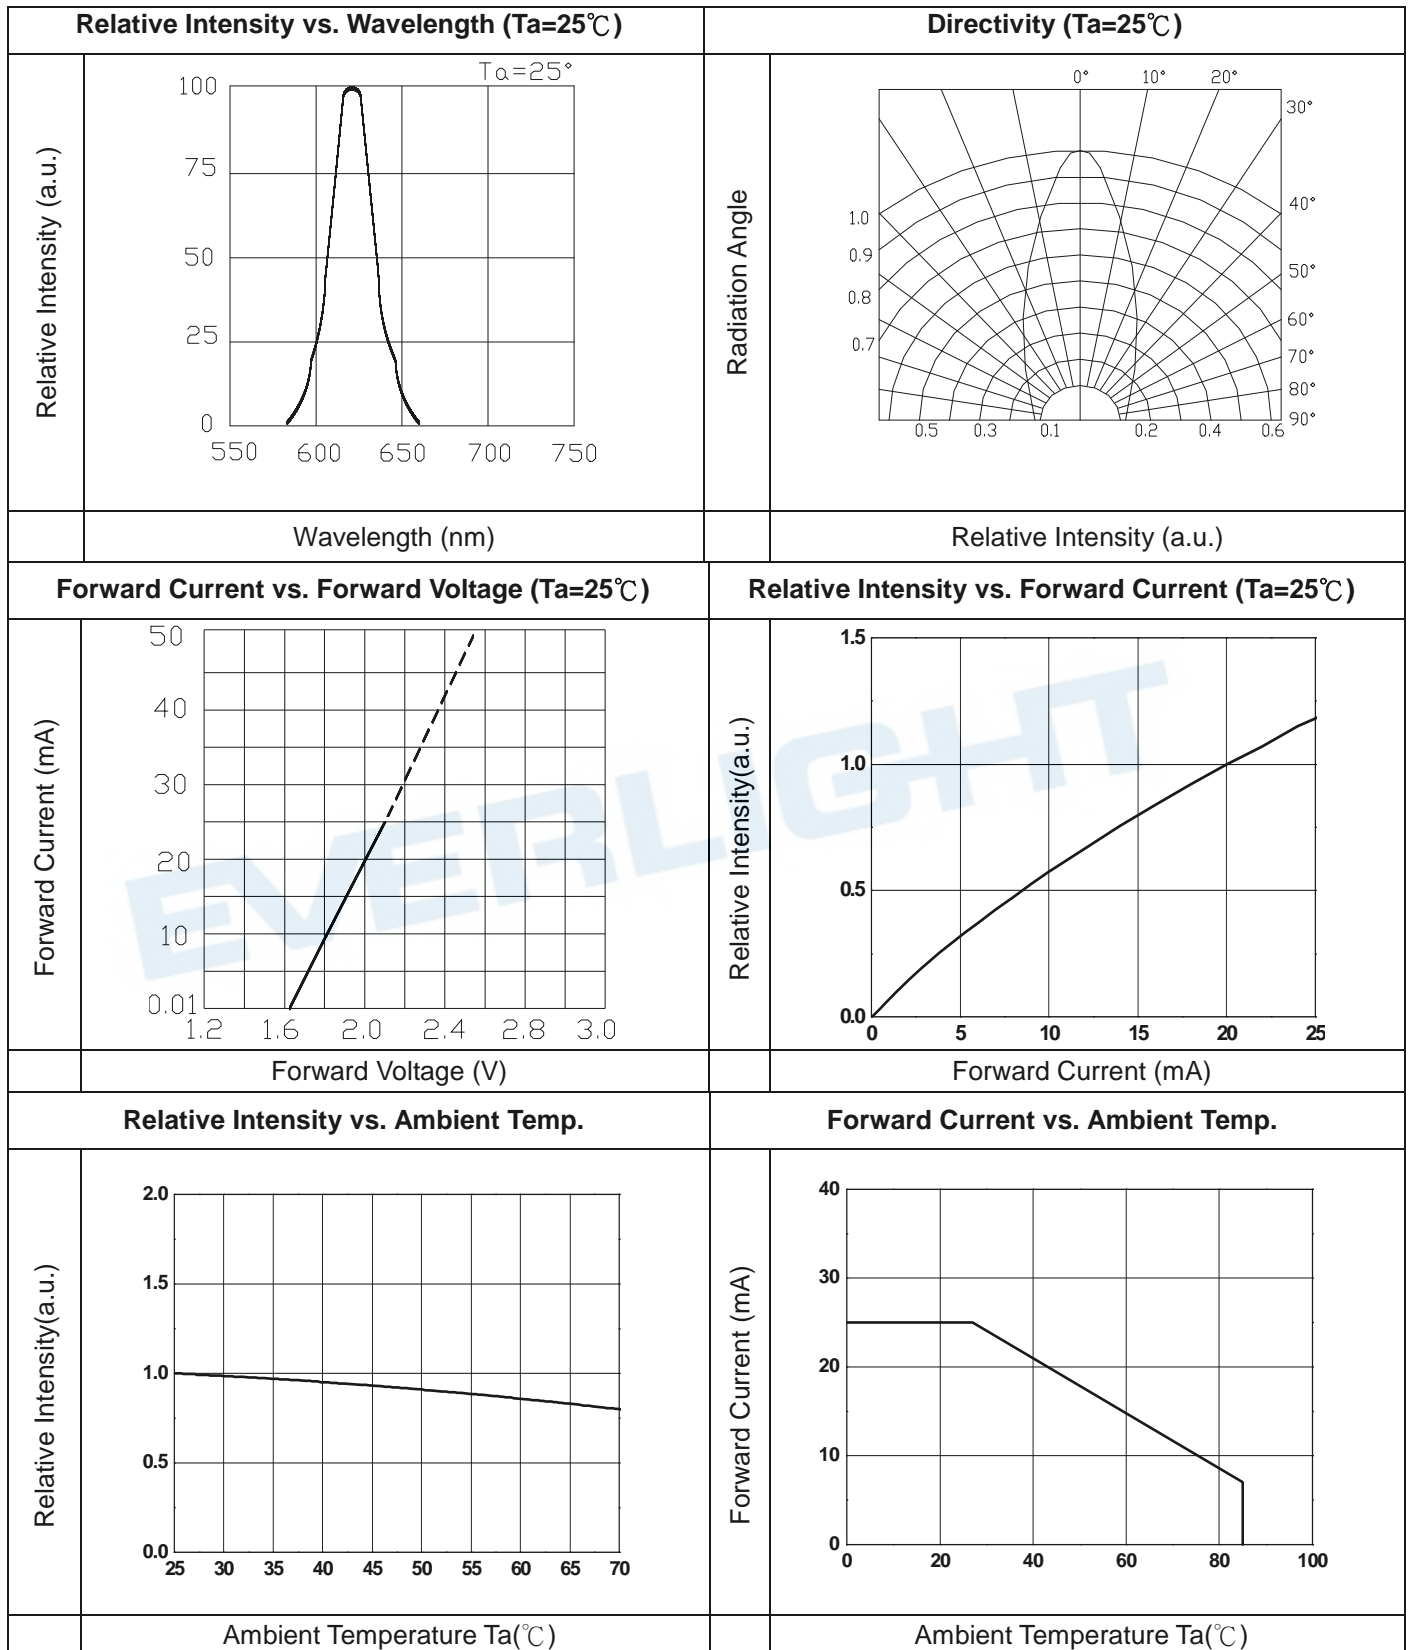 Relative Intensity vs. Wavelength (Ta=25℃)
Directivity (Ta=25℃)
Relative Intensity (a.u.)
Ta=25°
100
75
50
25
0
550 600 650 700 750
Wavelength (nm)
Radiation Angle
0° 10° 20°
30°
40°
50°
60°
70°
80°
90°
1.0
0.9
0.8
0.7
0.5 0.3 0.1 0.2 0.4 0.6
Relative Intensity (a.u.)
Forward Current vs. Forward Voltage (Ta=25℃)
Relative Intensity vs. Forward Current (Ta=25℃)
Forward Current (mA)
50
40
30
20
10
0.01
1.2 1.6 2.0 2.4 2.8 3.0
Forward Voltage (V)
Relative Intensity(a.u.)
1.5
1.0
0.5
0.0
0 5 10 15 20 25
Forward Current (mA)
EVERLIGHT
Relative Intensity vs. Ambient Temp.
Forward Current vs. Ambient Temp.
Relative Intensity(a.u.)
2.0
1.5
1.0
0.5
0.0
25 30 35 40 45 50 55 60 65 70
Ambient Temperature Ta(℃)
Forward Current (mA)
40
30
20
10
0
0 20 40 60 80 100
Ambient Temperature Ta(℃)